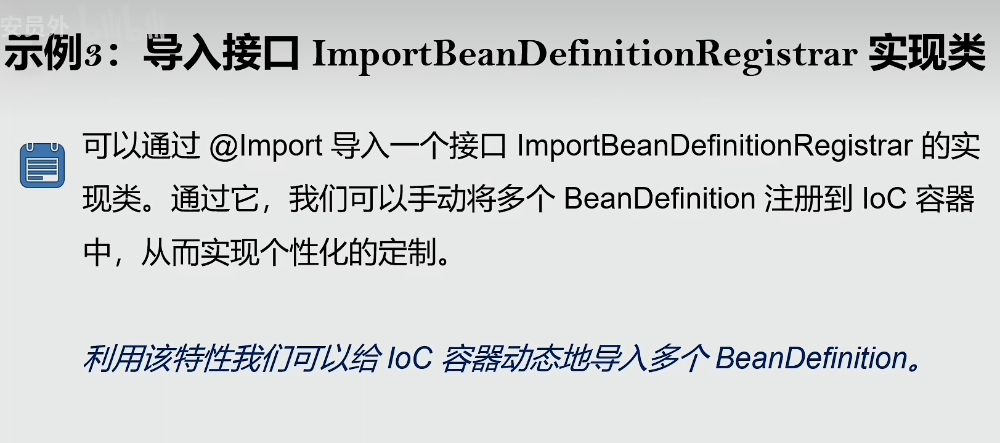 安员外
示例3：导入接口 ImportBeanDefinitionRegistrar 实现类
可以通过 @Import 导入一个接口 ImportBeanDefinitionRegistrar 的实
现类。通过它，我们可以手动将多个 BeanDefinition 注册到 IoC 容器
中，从而实现个性化的定制。
利用该特性我们可以给 IoC 容器动态地导入多个 BeanDefinition。